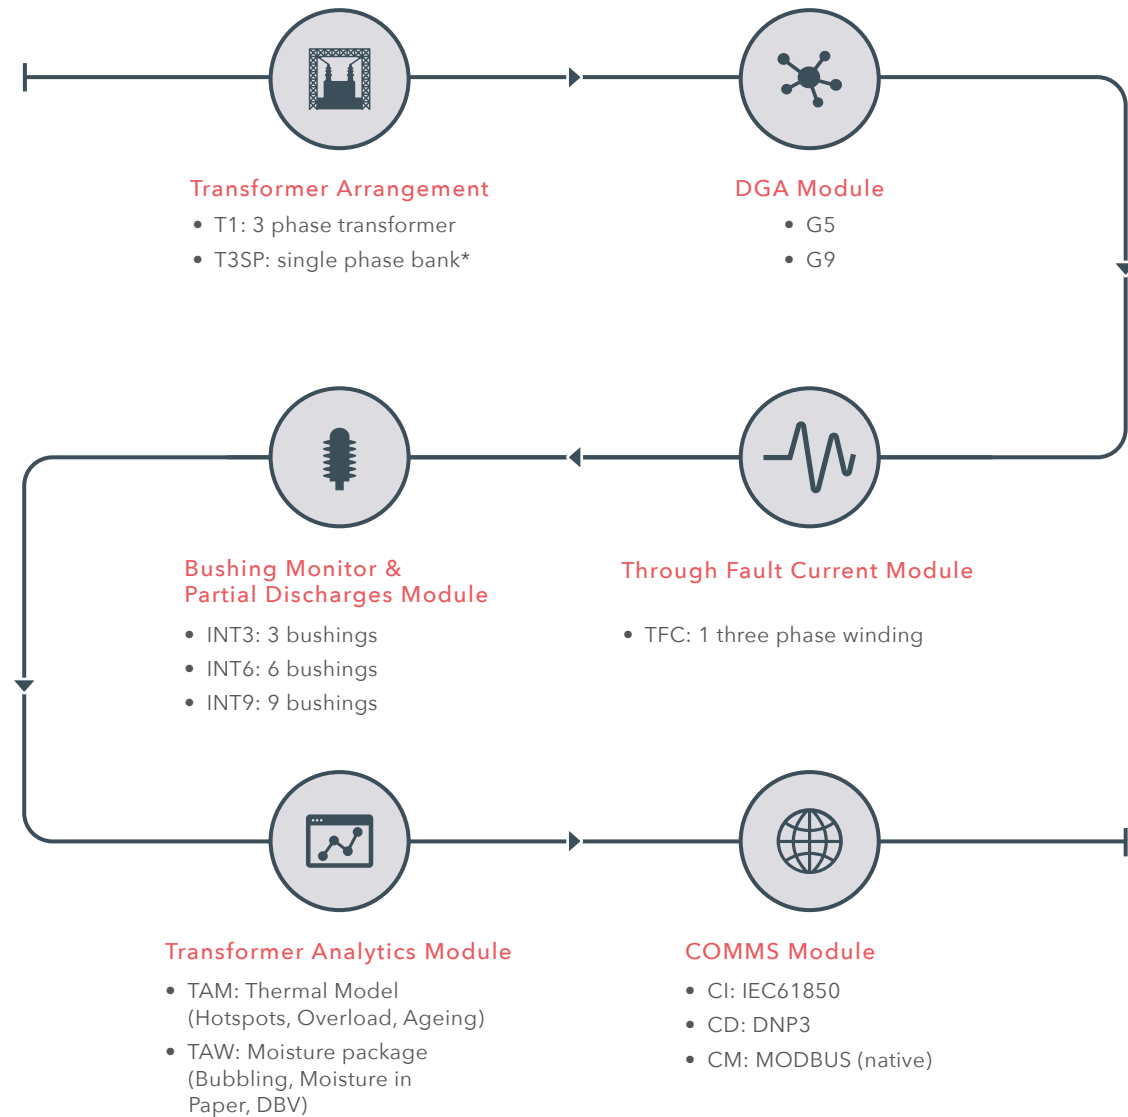 Transformer Arrangement
• T1: 3 phase transformer
• T3SP: single phase bank*
DGA Module
• G5
• G9
Through Fault Current Module
• TFC: 1 three phase winding
Bushing Monitor &
Partial Discharges Module
• INT3: 3 bushings
• INT6: 6 bushings
• INT9: 9 bushings
Transformer Analytics Module
• TAM: Thermal Model
(Hotspots, Overload, Ageing)
• TAW: Moisture package
(Bubbling, Moisture in
Paper, DBV)
COMMS Module
• CI: IEC61850
• CD: DNP3
• CM: MODBUS (native)